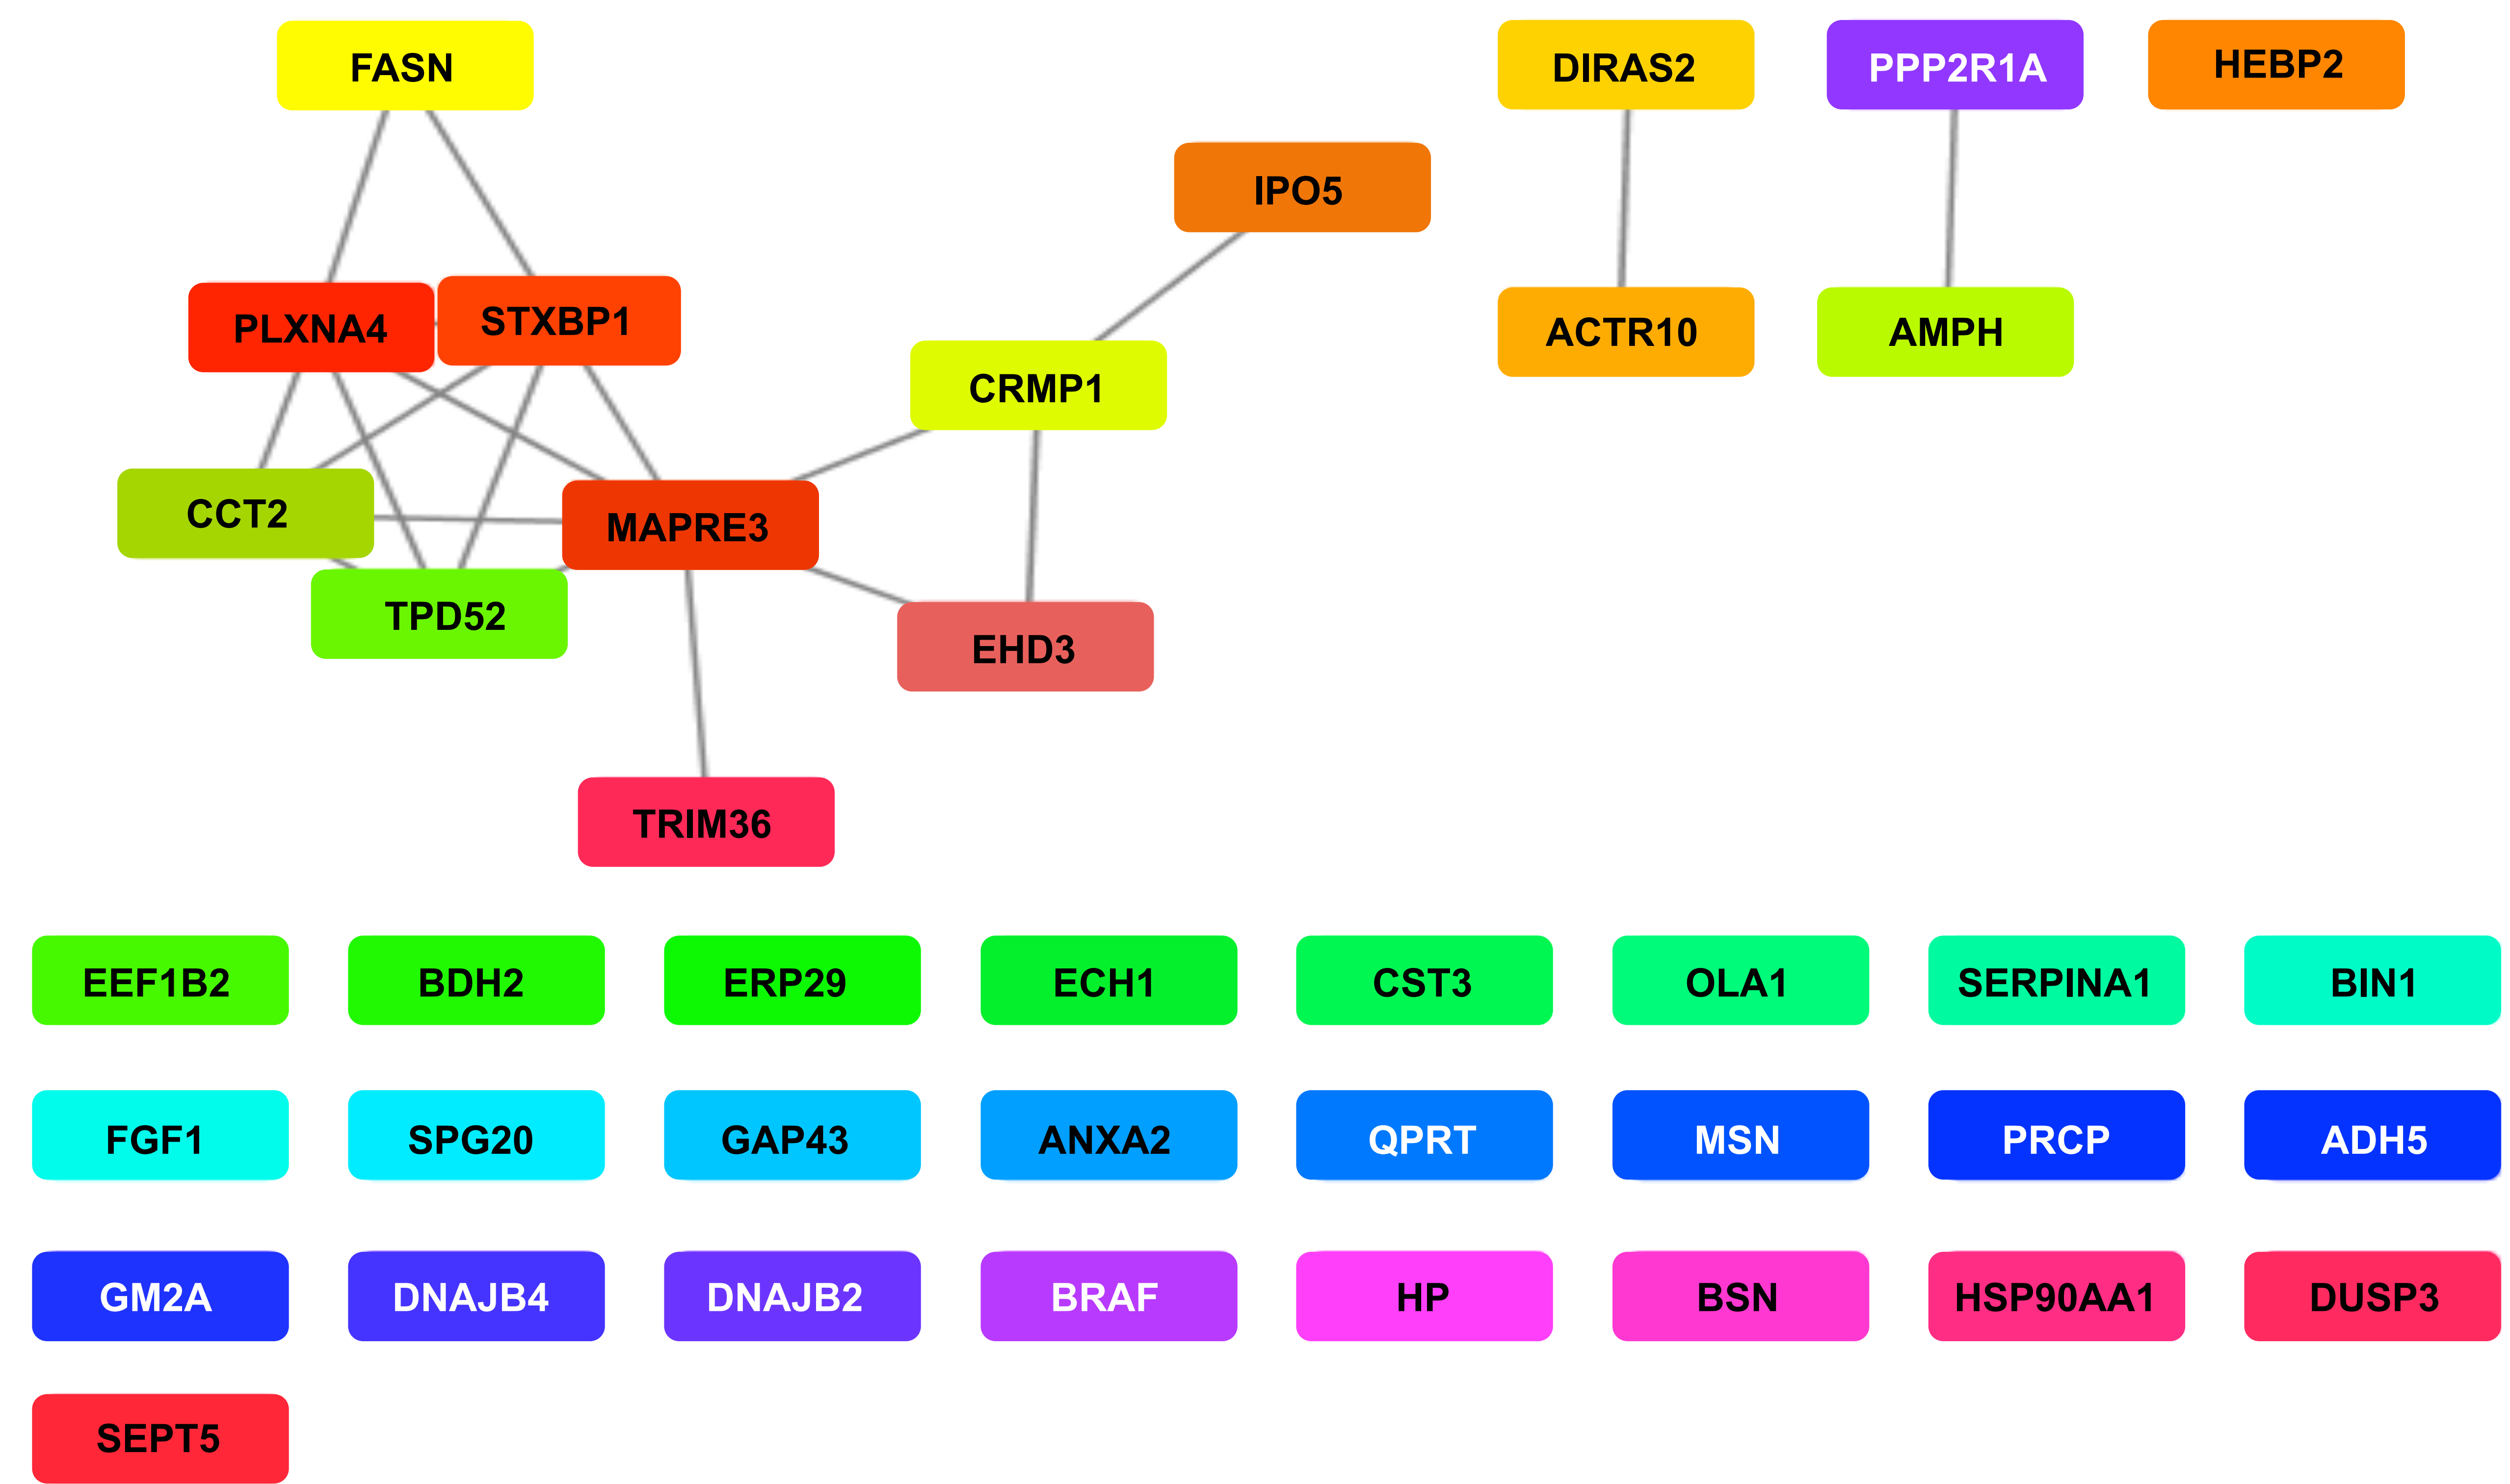 FASN
DIRAS2
PPP2R1A
HEBP2
IPO5
PLXNA4
STXBP1
ACTR10
AMPH
CRMP1
CCT2
MAPRE3
TPD52
EHD3
TRIM36
EEF1B2
BDH2
ERP29
ECH1
CST3
OLA1
SERPINA1
BIN1
FGF1
SPG20
GAP43
ANXA2
QPRT
MSN
PRCP
ADH5
GM2A
DNAJB4
DNAJB2
BRAF
HP
BSN
HSP90AA1
DUSP3
SEPT5